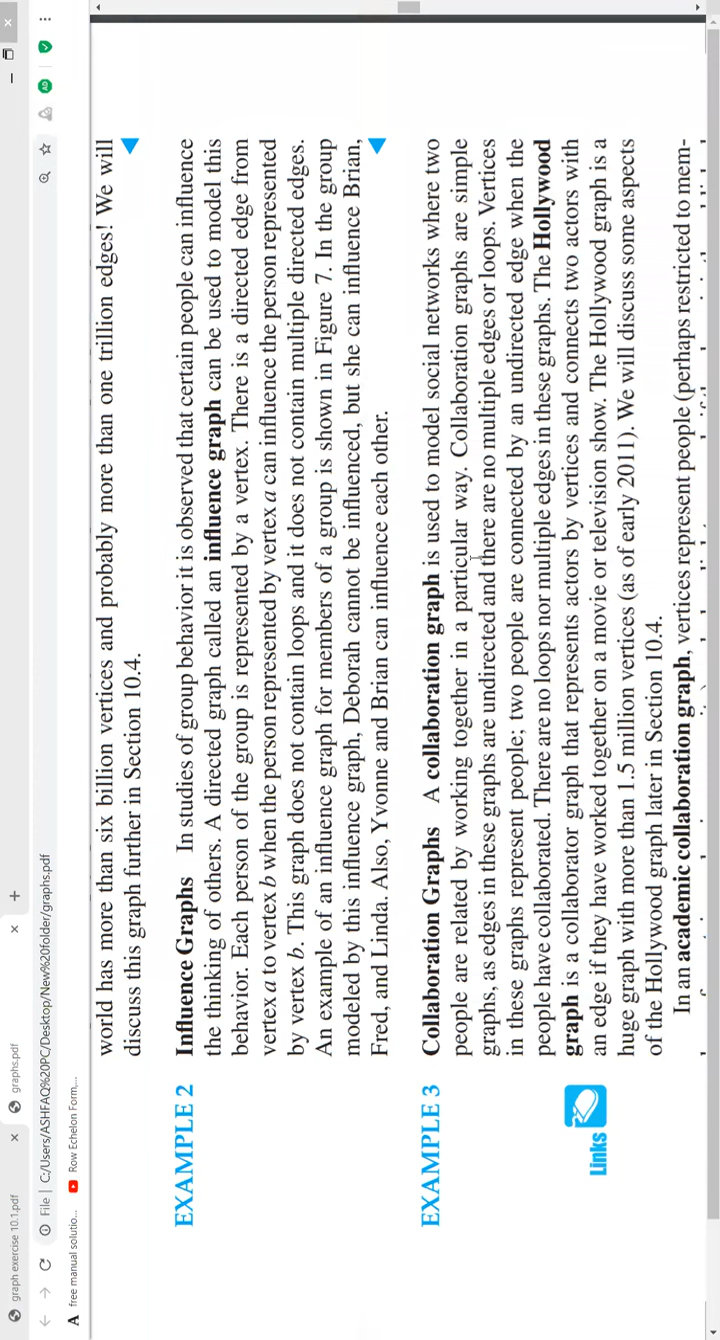 graph exercise 10.1.pdf
graphs.pdf
File | C:/Users/ASHFAQ%20PC/Desktop/New%20folder/graphs.pdf
free manual solutio...
Row Echelon Form,...
world has more than six billion vertices and probably more than one trillion edges! We will
discuss this graph further in Section 10.4.
EXAMPLE 2 Influence Graphs In studies of group behavior it is observed that certain people can influence
the thinking of others. A directed graph called an influence graph can be used to model this
behavior. Each person of the group is represented by a vertex. There is a directed edge from
vertex a to vertex b when the person represented by vertex a can influence the person represented
by vertex b. This graph does not contain loops and it does not contain multiple directed edges.
An example of an influence graph for members of a group is shown in Figure 7. In the group
modeled by this influence graph, Deborah cannot be influenced, but she can influence Brian,
Fred, and Linda. Also, Yvonne and Brian can influence each other.
EXAMPLE 3 Collaboration Graphs A collaboration graph is used to model social networks where two
people are related by working together in a particular way. Collaboration graphs are simple
graphs, as edges in these graphs are undirected and there are no multiple edges or loops. Vertices
in these graphs represent people; two people are connected by an undirected edge when the
people have collaborated. There are no loops nor multiple edges in these graphs. The Hollywood
graph is a collaborator graph that represents actors by vertices and connects two actors with
an edge if they have worked together on a movie or television show. The Hollywood graph is a
huge graph with more than 1.5 million vertices (as of early 2011). We will discuss some aspects
of the Hollywood graph later in Section 10.4.
Links
In an academic collaboration graph, vertices represent people (perhaps restricted to mem-